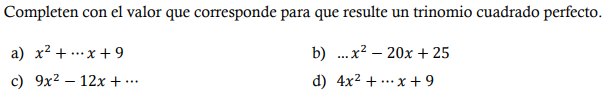 Completen con el valor que corresponde para que resulte un trinomio cuadrado perfecto.
a) x² + ⋯ x + 9 b) … x² − 20x + 25
c) 9x² − 12x + ⋯ d) 4x² + ⋯ x + 9